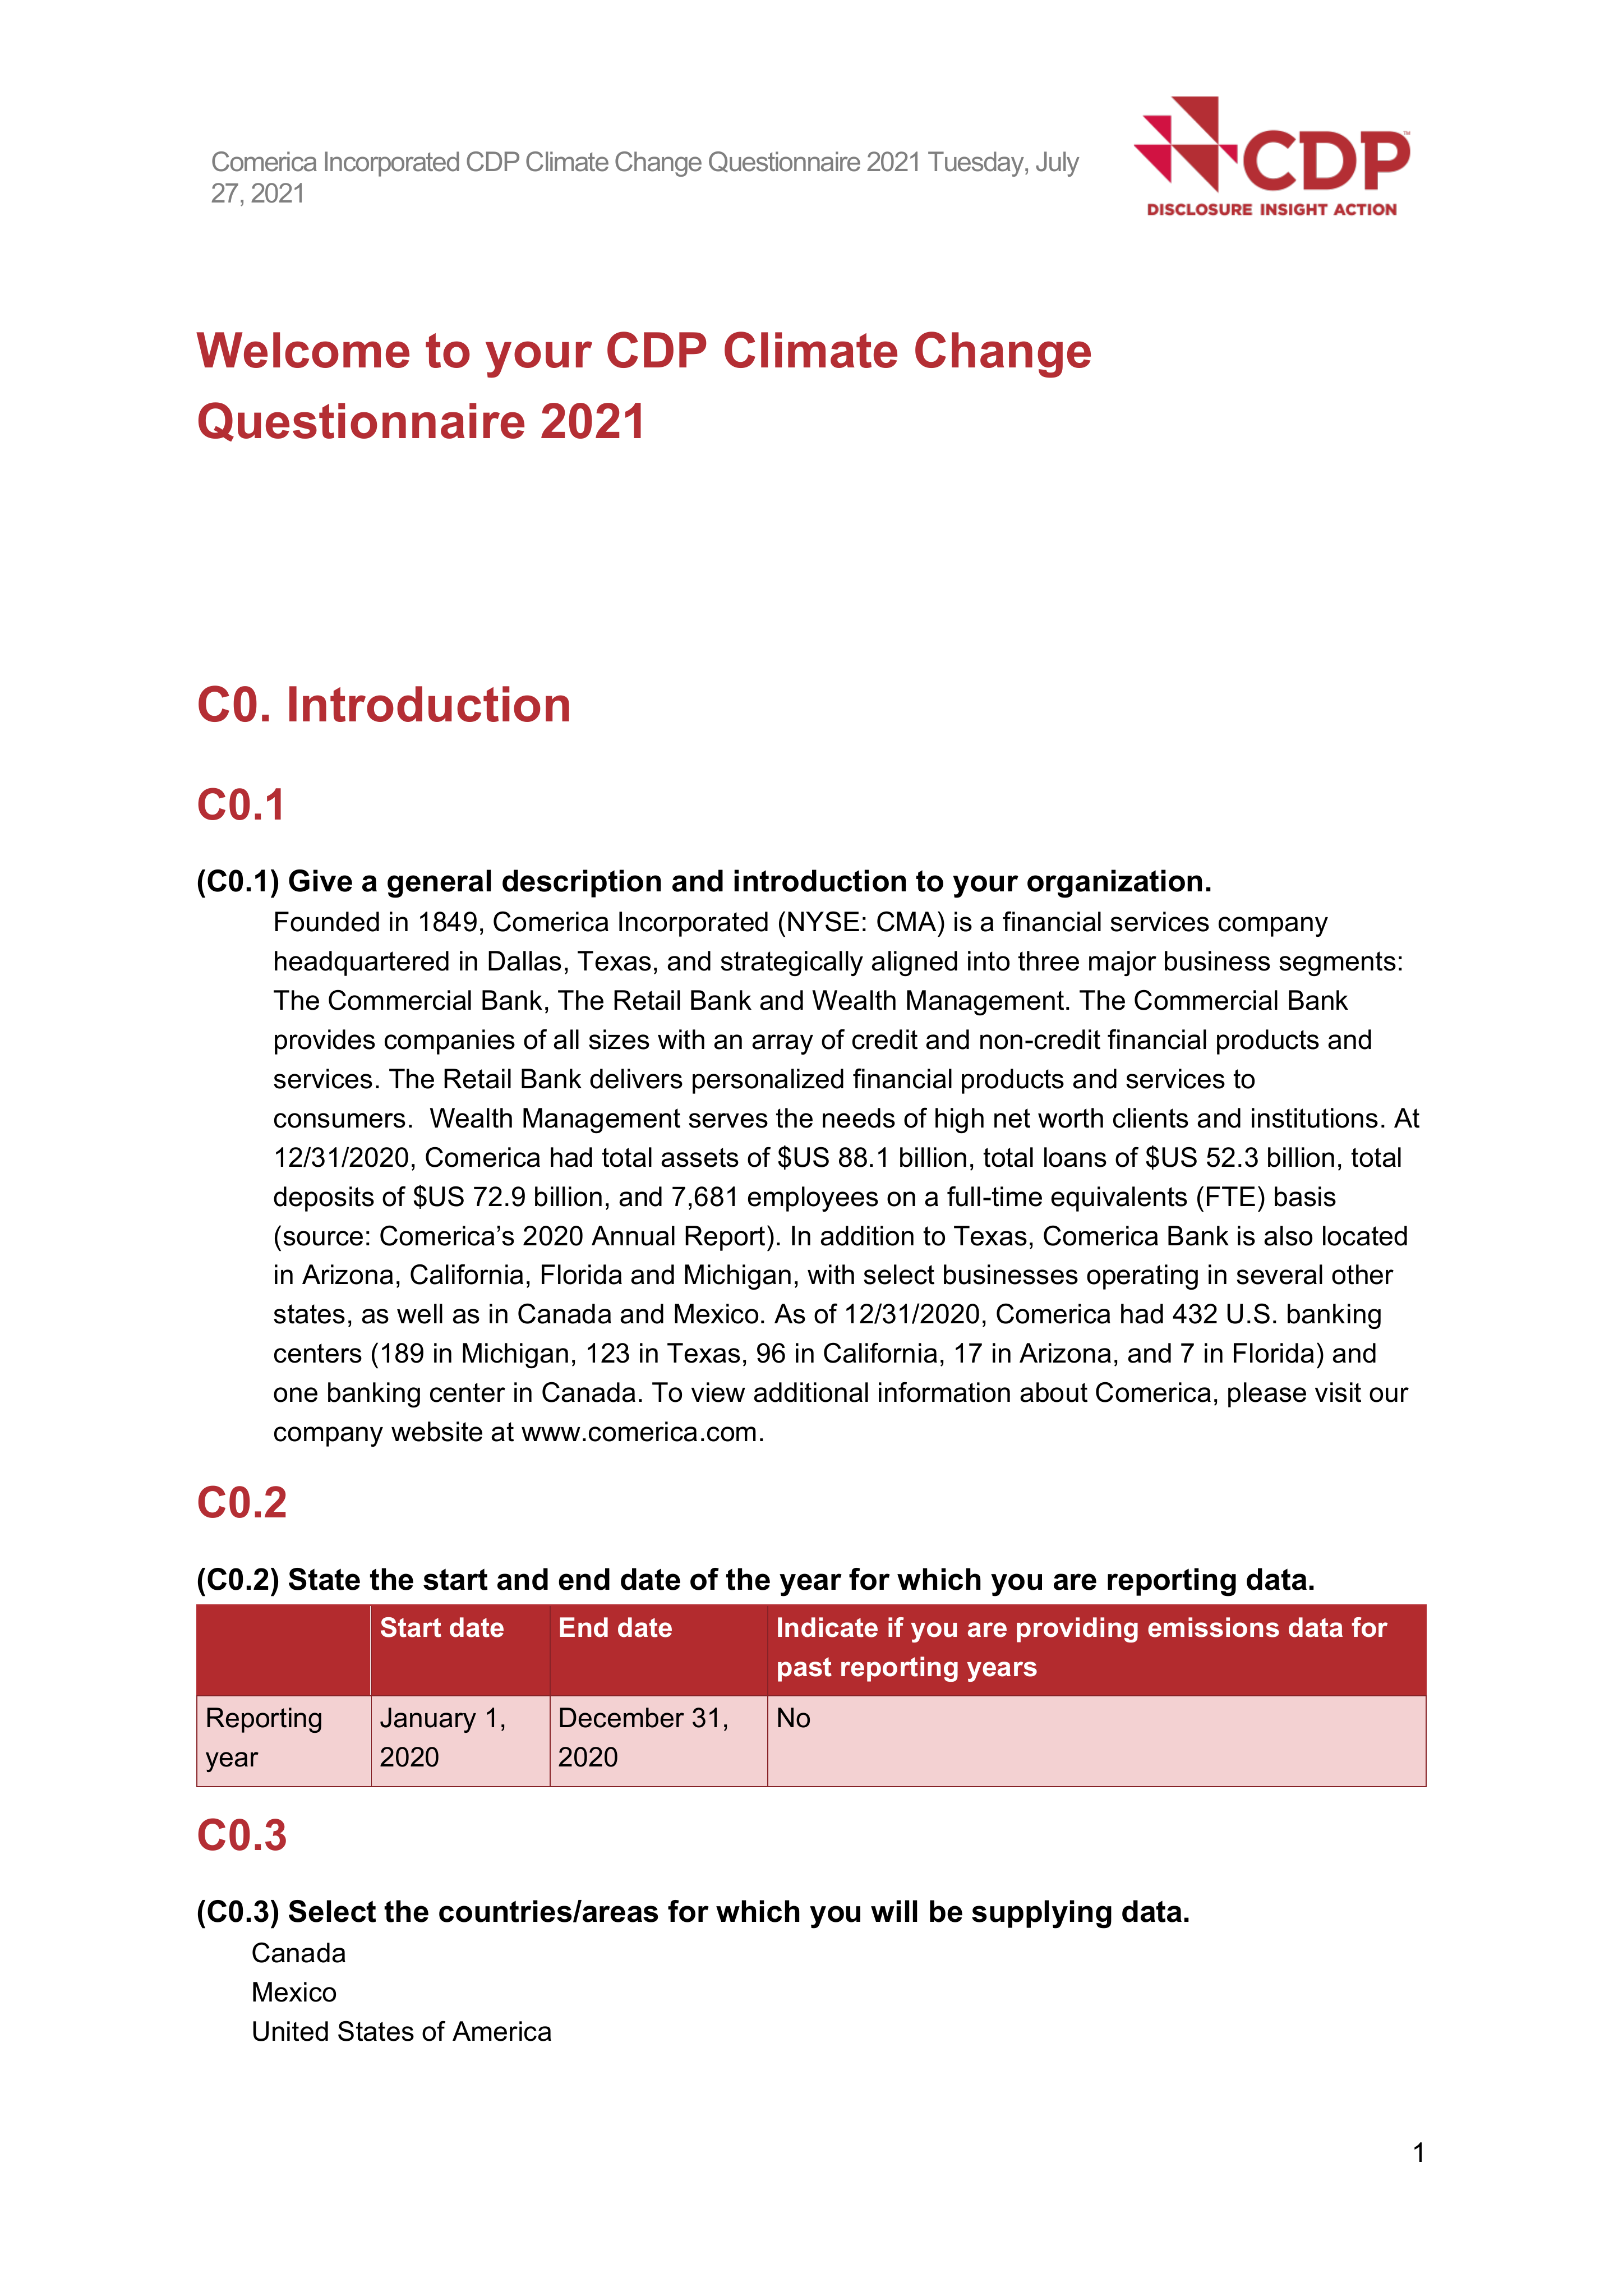 Comerica Incorporated CDP Climate Change Questionnaire 2021 Tuesday, July
27, 2021
CDP™
DISCLOSURE INSIGHT ACTION
Welcome to your CDP Climate Change
Questionnaire 2021
C0. Introduction
C0.1
(C0.1) Give a general description and introduction to your organization.
Founded in 1849, Comerica Incorporated (NYSE: CMA) is a financial services company
headquartered in Dallas, Texas, and strategically aligned into three major business segments:
The Commercial Bank, The Retail Bank and Wealth Management. The Commercial Bank
provides companies of all sizes with an array of credit and non-credit financial products and
services. The Retail Bank delivers personalized financial products and services to
consumers.  Wealth Management serves the needs of high net worth clients and institutions. At
12/31/2020, Comerica had total assets of $US 88.1 billion, total loans of $US 52.3 billion, total
deposits of $US 72.9 billion, and 7,681 employees on a full-time equivalents (FTE) basis
(source: Comerica’s 2020 Annual Report). In addition to Texas, Comerica Bank is also located
in Arizona, California, Florida and Michigan, with select businesses operating in several other
states, as well as in Canada and Mexico. As of 12/31/2020, Comerica had 432 U.S. banking
centers (189 in Michigan, 123 in Texas, 96 in California, 17 in Arizona, and 7 in Florida) and
one banking center in Canada. To view additional information about Comerica, please visit our
company website at www.comerica.com.
C0.2
(C0.2) State the start and end date of the year for which you are reporting data.
Start date End date Indicate if you are providing emissions data for
past reporting years
Reporting January 1, December 31, No
year 2020 2020
C0.3
(C0.3) Select the countries/areas for which you will be supplying data.
Canada
Mexico
United States of America
1